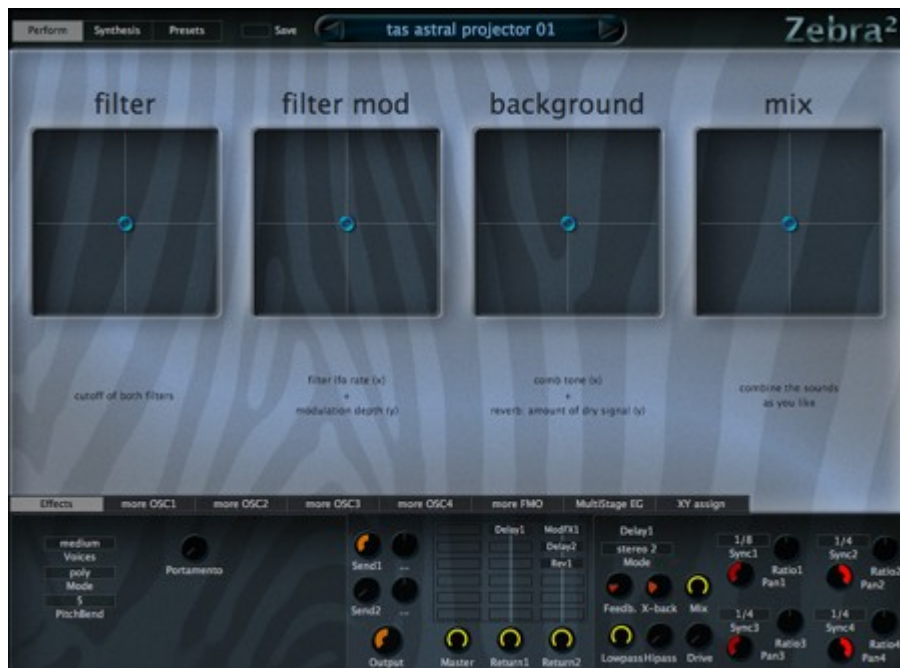 Perform Synthesis Presets Save tas astral projector 01 Zebra²
filter filter mod background mix
cutoff of both filters
filter lfo rate (x)
+
modulation depth (y)
comb tone (x)
+
reverb: amount of dry signal (y)
combine the sounds
as you like
Effects more OSC1 more OSC2 more OSC3 more OSC4 more FMO MultiStage EG XY assign
medium
Voices
poly
Mode
5
PitchBend
Portamento
Send1 --
Send2 --
Output
Delay1 ModFX1
Delay2
Rev1
Master Return1 Return2
Delay1
stereo 2
Mode
Feedb. X-back Mix
Lowpass Hipass Drive
1/8
Sync1
Ratio1
Pan1
1/4
Sync2
Ratio2
Pan2
1/4
Sync3
Ratio3
Pan3
1/4
Sync4
Ratio4
Pan4